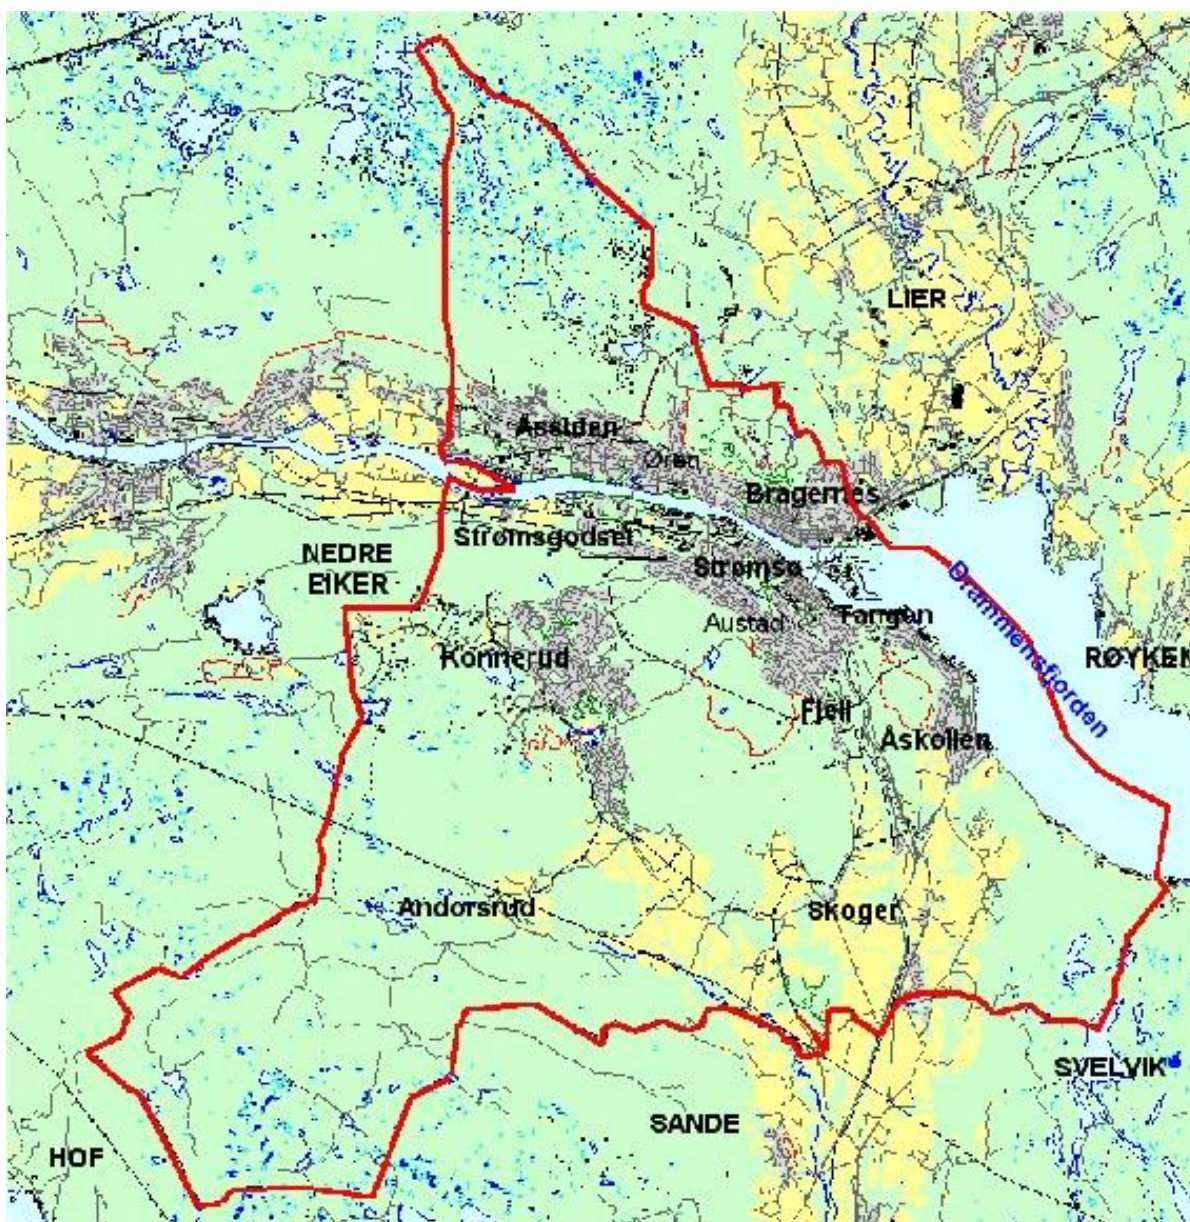 LIER
Åssiden
Øren
Bragernes
Strømsgodset
NEDRE
EIKER
Strømsø
Drammensfjorden
Tangen
Austad
Konnerud
RØYKEN
Fjell
Åskollen
Andorsrud
Skoger
SVELVIK
SANDE
HOF